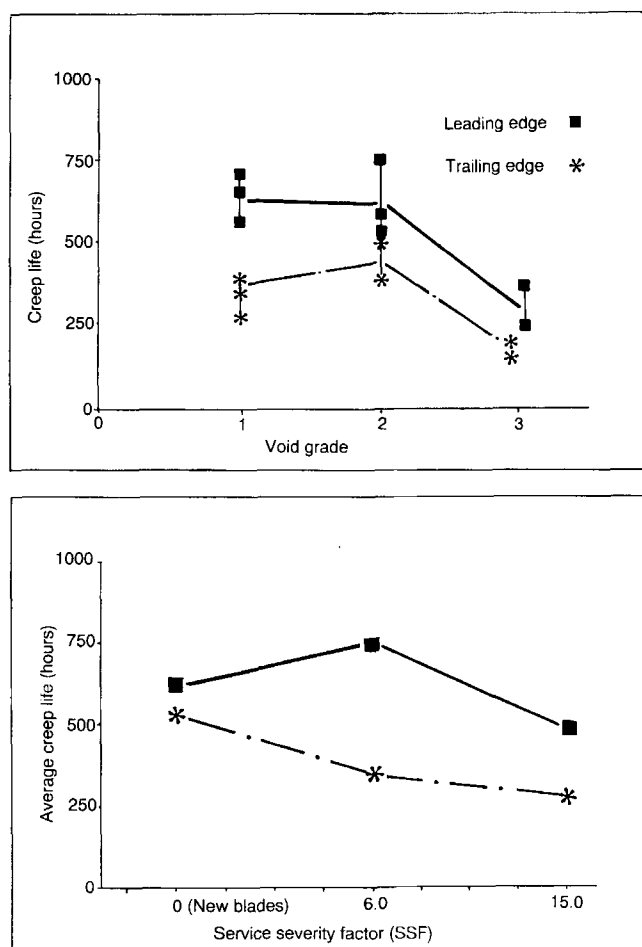 1000
750
500
250
0
Creep life (hours)
Leading edge
Trailing edge
0 1 2 3
Void grade
1000
750
500
250
0
Average creep life (hours)
0 (New blades) 6.0 15.0
Service severity factor (SSF)